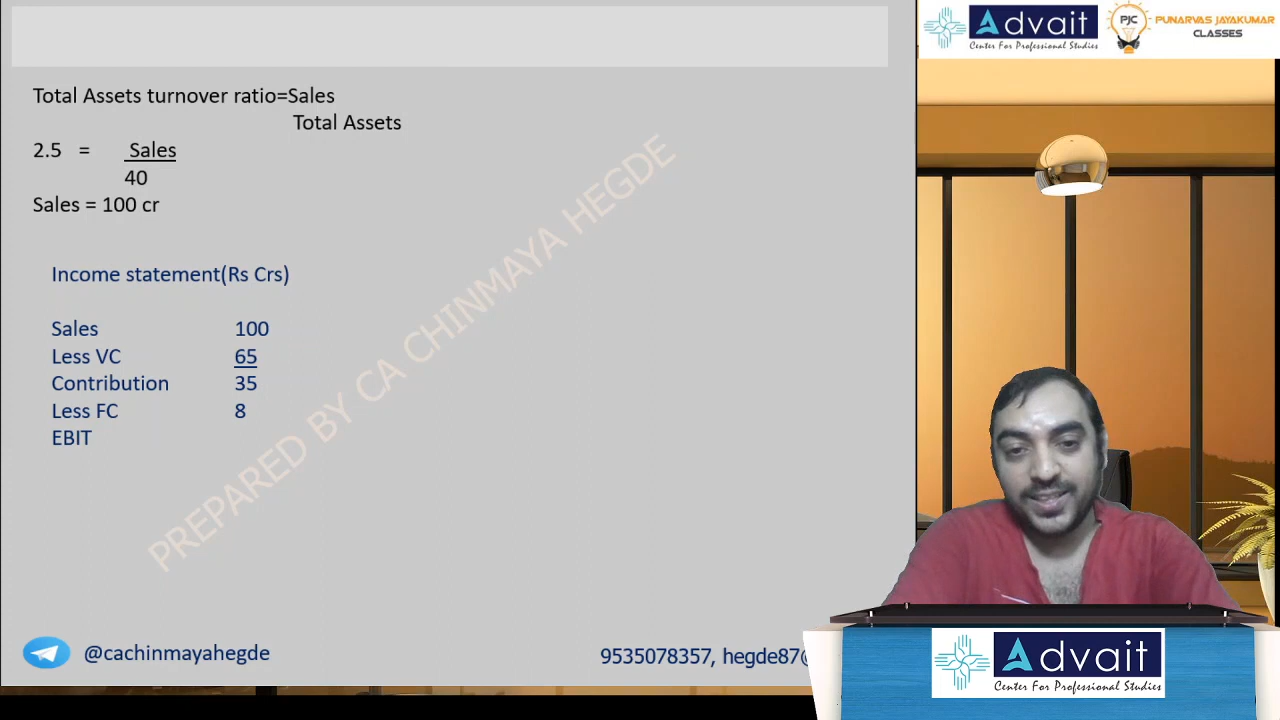 Advait
Center For Professional Studies
PJC
PUNARVAS JAYAKUMAR
CLASSES
Total Assets turnover ratio=Sales
Total Assets
2.5 = Sales
40
Sales = 100 cr
Income statement(Rs Crs)
Sales 100
Less VC 65
Contribution 35
Less FC 8
EBIT
PREPARED BY CA CHINMAYA HEGDE
@cachinmayahegde
9535078357, hegde87@
Advait
Center For Professional Studies